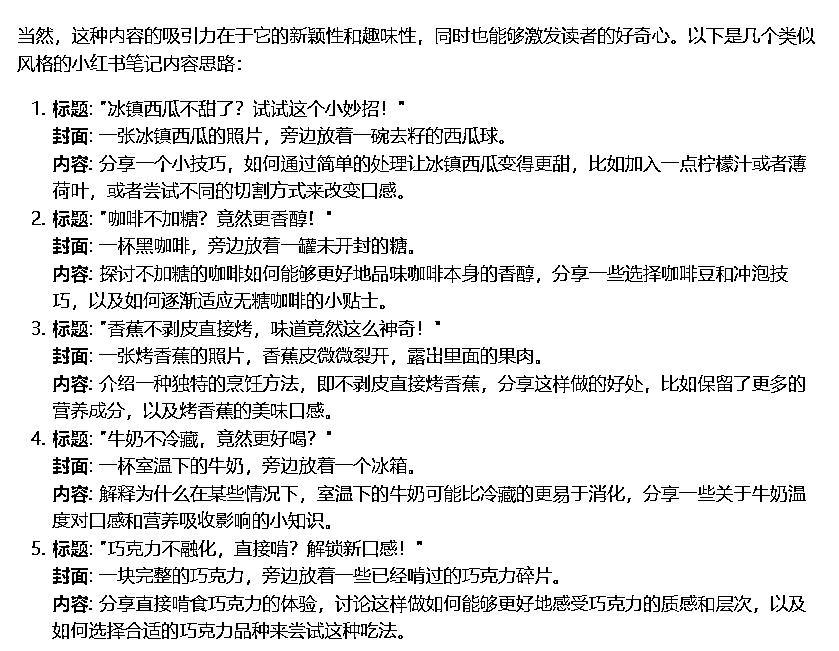 当然，这种内容的吸引力在于它的新颖性和趣味性，同时也能够激发读者的好奇心。以下是几个类似
风格的小红书笔记内容思路：
1. 标题: "冰镇西瓜不甜了？试试这个小妙招！"
封面: 一张冰镇西瓜的照片，旁边放着一碗去籽的西瓜球。
内容: 分享一个小技巧，如何通过简单的处理让冰镇西瓜变得更甜，比如加入一点柠檬汁或者薄
荷叶，或者尝试不同的切割方式来改变口感。
2. 标题: "咖啡不加糖？竟然更香醇！"
封面: 一杯黑咖啡，旁边放着一罐未开封的糖。
内容: 探讨不加糖的咖啡如何能够更好地品味咖啡本身的香醇，分享一些选择咖啡豆和冲泡技
巧，以及如何逐渐适应无糖咖啡的小贴士。
3. 标题: "香蕉不剥皮直接烤，味道竟然这么神奇！"
封面: 一张烤香蕉的照片，香蕉皮微微裂开，露出里面的果肉。
内容: 介绍一种独特的烹饪方法，即不剥皮直接烤香蕉，分享这样做的好处，比如保留了更多的
营养成分，以及烤香蕉的美味口感。
4. 标题: "牛奶不冷藏，竟然更好喝？"
封面: 一杯室温下的牛奶，旁边放着一个冰箱。
内容: 解释为什么在某些情况下，室温下的牛奶可能比冷藏的更易于消化，分享一些关于牛奶温
度对口感和营养吸收影响的小知识。
5. 标题: "巧克力不融化，直接啃？解锁新口感！"
封面: 一块完整的巧克力，旁边放着一些已经啃过的巧克力碎片。
内容: 分享直接啃食巧克力的体验，讨论这样做如何能够更好地感受巧克力的质感和层次，以及
如何选择合适的巧克力品种来尝试这种吃法。